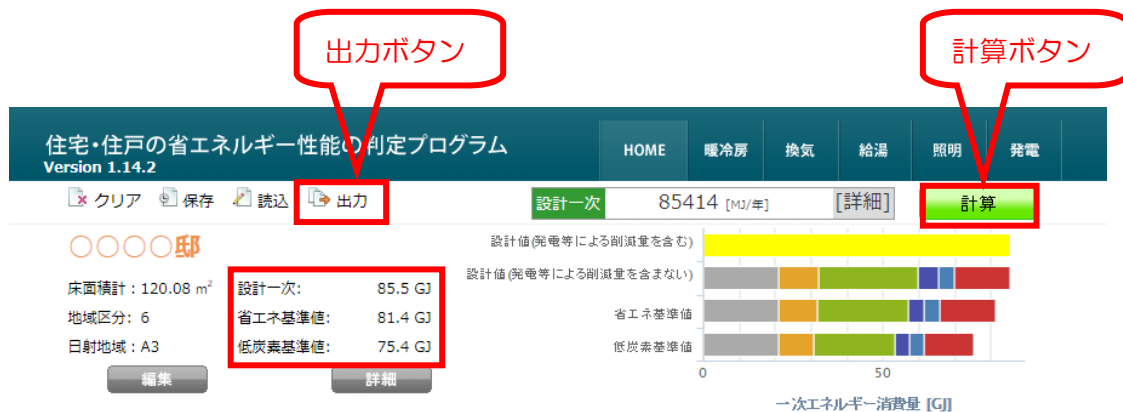 出力ボタン
計算ボタン
住宅・住戸の省エネルギー性能の判定プログラム
Version 1.14.2
HOME 暖冷房 換気 給湯 照明 発電
クリア 保存 読込 出力
設計一次 85414 [MJ/年] [詳細] 計算
〇〇〇〇邸
床面積計：120.08 m²
地域区分：6
日射地域：A3
編集
設計一次: 85.5 GJ
省エネ基準値: 81.4 GJ
低炭素基準値: 75.4 GJ
詳細
設計値(発電等による削減量を含む)
設計値(発電等による削減量を含まない)
省エネ基準値
低炭素基準値
0 50
一次エネルギー消費量 [GJ]